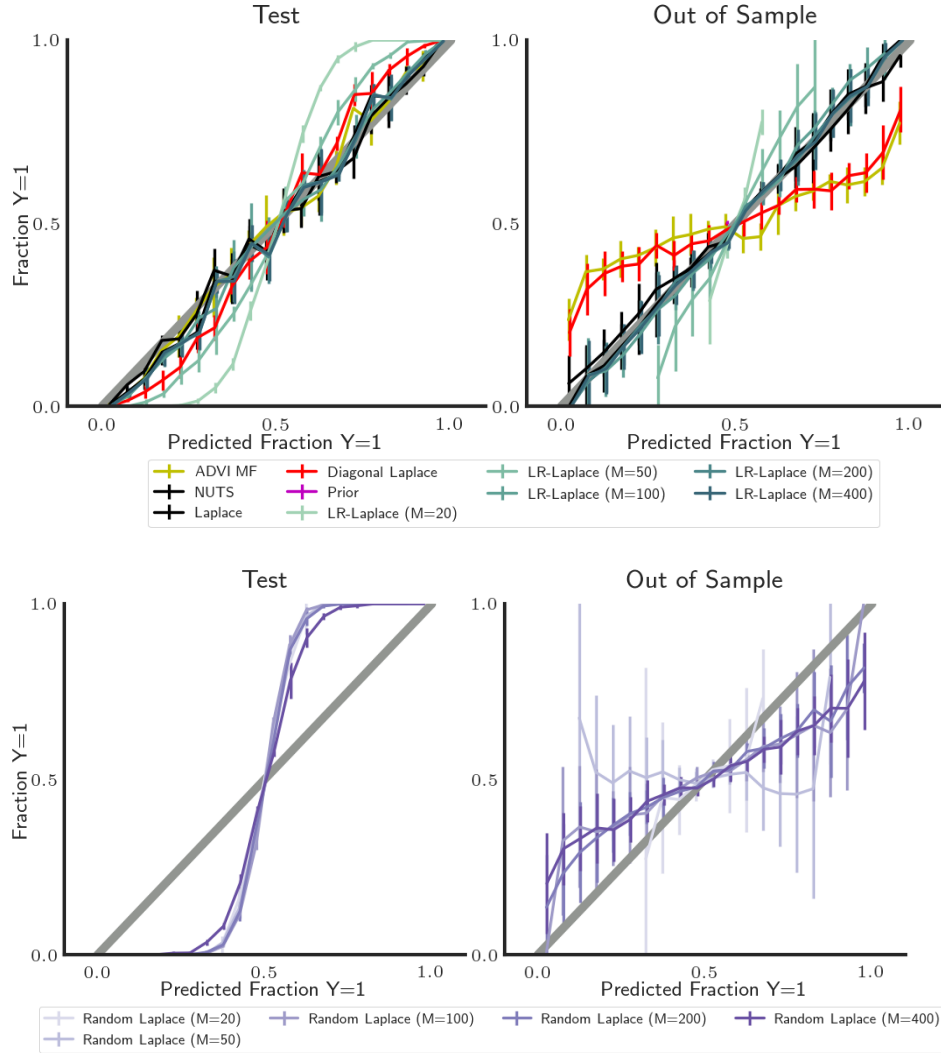 Test
Out of Sample
1.0
0.5
0.0
Fraction Y=1
0.0 0.5 1.0
Predicted Fraction Y=1
1.0
0.5
0.0
0.0 0.5 1.0
Predicted Fraction Y=1
ADVI MF
NUTS
Laplace
Diagonal Laplace
Prior
LR-Laplace (M=20)
LR-Laplace (M=50)
LR-Laplace (M=100)
LR-Laplace (M=200)
LR-Laplace (M=400)
Test
Out of Sample
1.0
0.5
0.0
Fraction Y=1
0.0 0.5 1.0
Predicted Fraction Y=1
1.0
0.5
0.0
0.0 0.5 1.0
Predicted Fraction Y=1
Random Laplace (M=20)
Random Laplace (M=50)
Random Laplace (M=100)
Random Laplace (M=200)
Random Laplace (M=400)